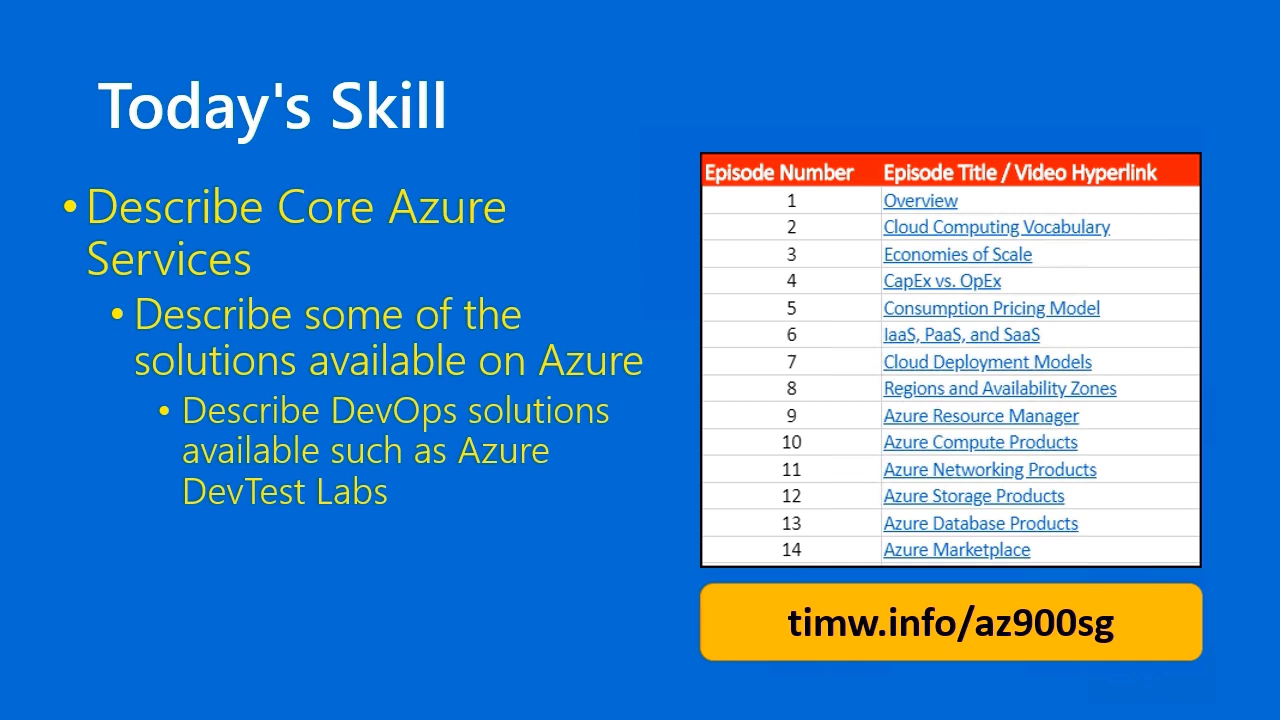 Today's Skill
• Describe Core Azure
Services
• Describe some of the
solutions available on Azure
• Describe DevOps solutions
available such as Azure
DevTest Labs
Episode Number Episode Title / Video Hyperlink
1 Overview
2 Cloud Computing Vocabulary
3 Economies of Scale
4 CapEx vs. OpEx
5 Consumption Pricing Model
6 IaaS, PaaS, and SaaS
7 Cloud Deployment Models
8 Regions and Availability Zones
9 Azure Resource Manager
10 Azure Compute Products
11 Azure Networking Products
12 Azure Storage Products
13 Azure Database Products
14 Azure Marketplace
timw.info/az900sg